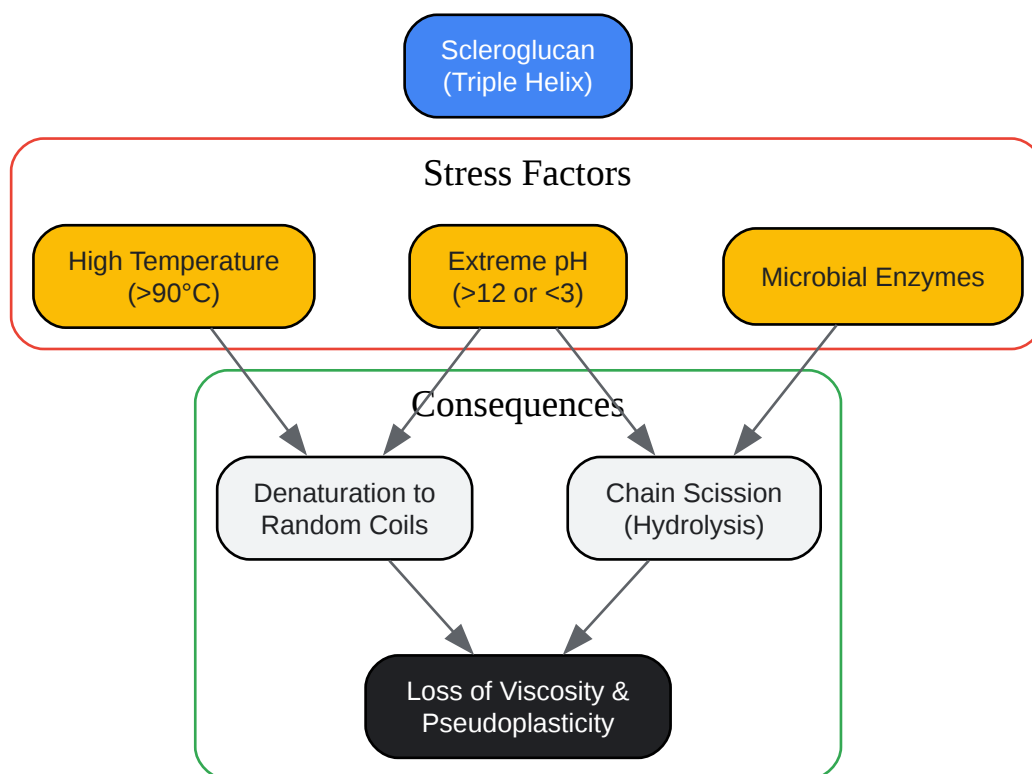 Scleroglucan
(Triple Helix)
Stress Factors
High Temperature
(>90°C)
Extreme pH
(>12 or <3)
Microbial Enzymes
Consequences
Denaturation to
Random Coils
Chain Scission
(Hydrolysis)
Loss of Viscosity &
Pseudoplasticity